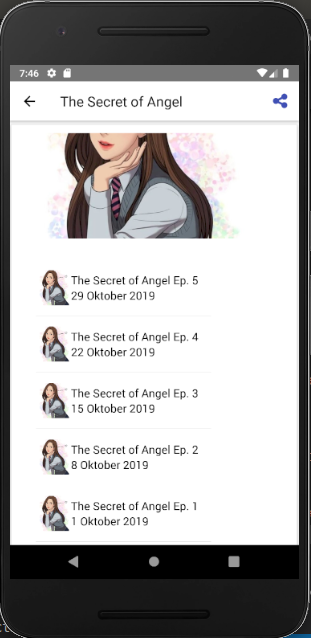 7:46
The Secret of Angel
The Secret of Angel Ep. 5
29 Oktober 2019
The Secret of Angel Ep. 4
22 Oktober 2019
The Secret of Angel Ep. 3
15 Oktober 2019
The Secret of Angel Ep. 2
8 Oktober 2019
The Secret of Angel Ep. 1
1 Oktober 2019